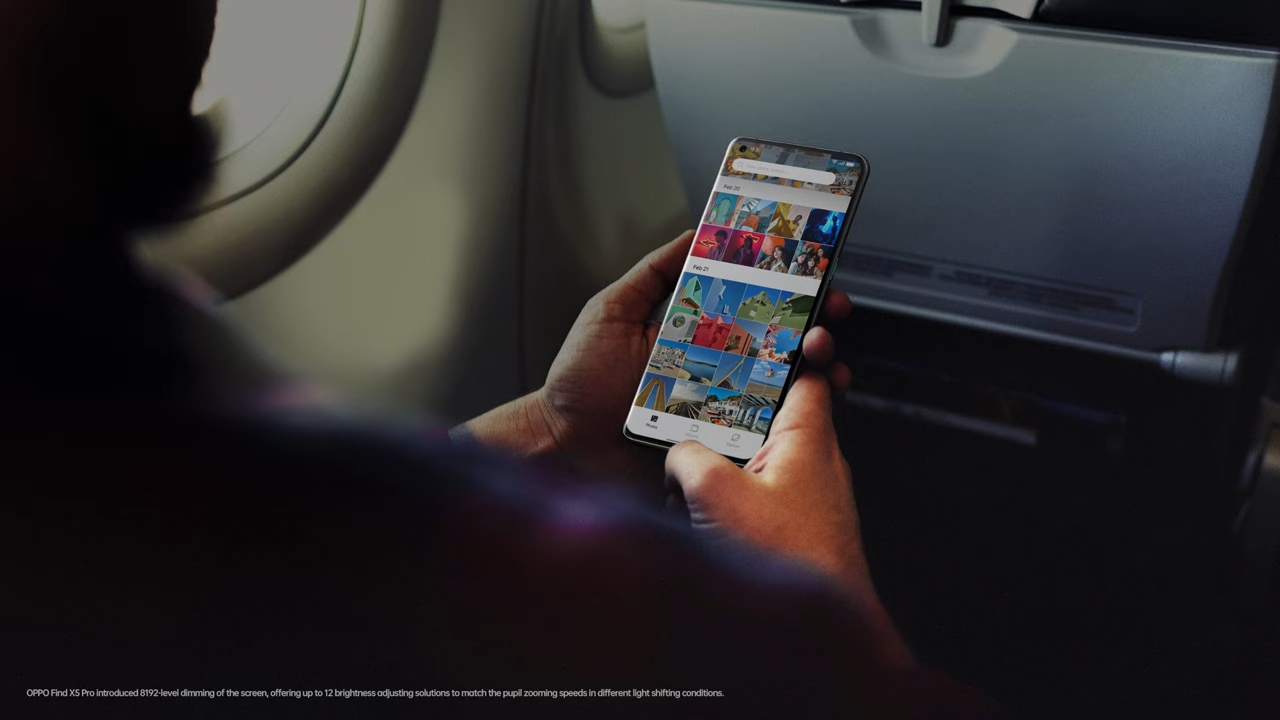 Feb 20
Feb 21
Photos
OPPO Find X5 Pro introduced 8192-level dimming of the screen, offering up to 12 brightness adjusting solutions to match the pupil zooming speeds in different light shifting conditions.